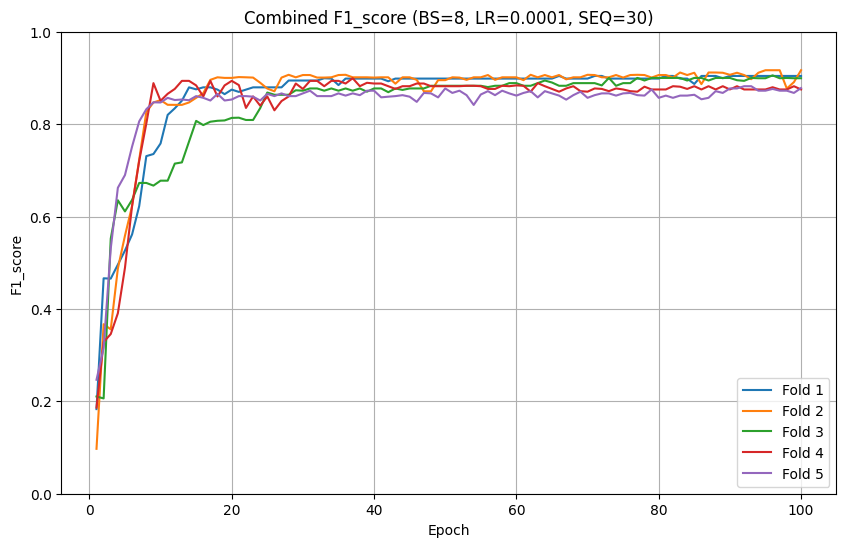 Combined F1_score (BS=8, LR=0.0001, SEQ=30)
1.0
0.8
0.6
0.4
0.2
0.0
F1_score
0 20 40 60 80 100
Epoch
Fold 1
Fold 2
Fold 3
Fold 4
Fold 5